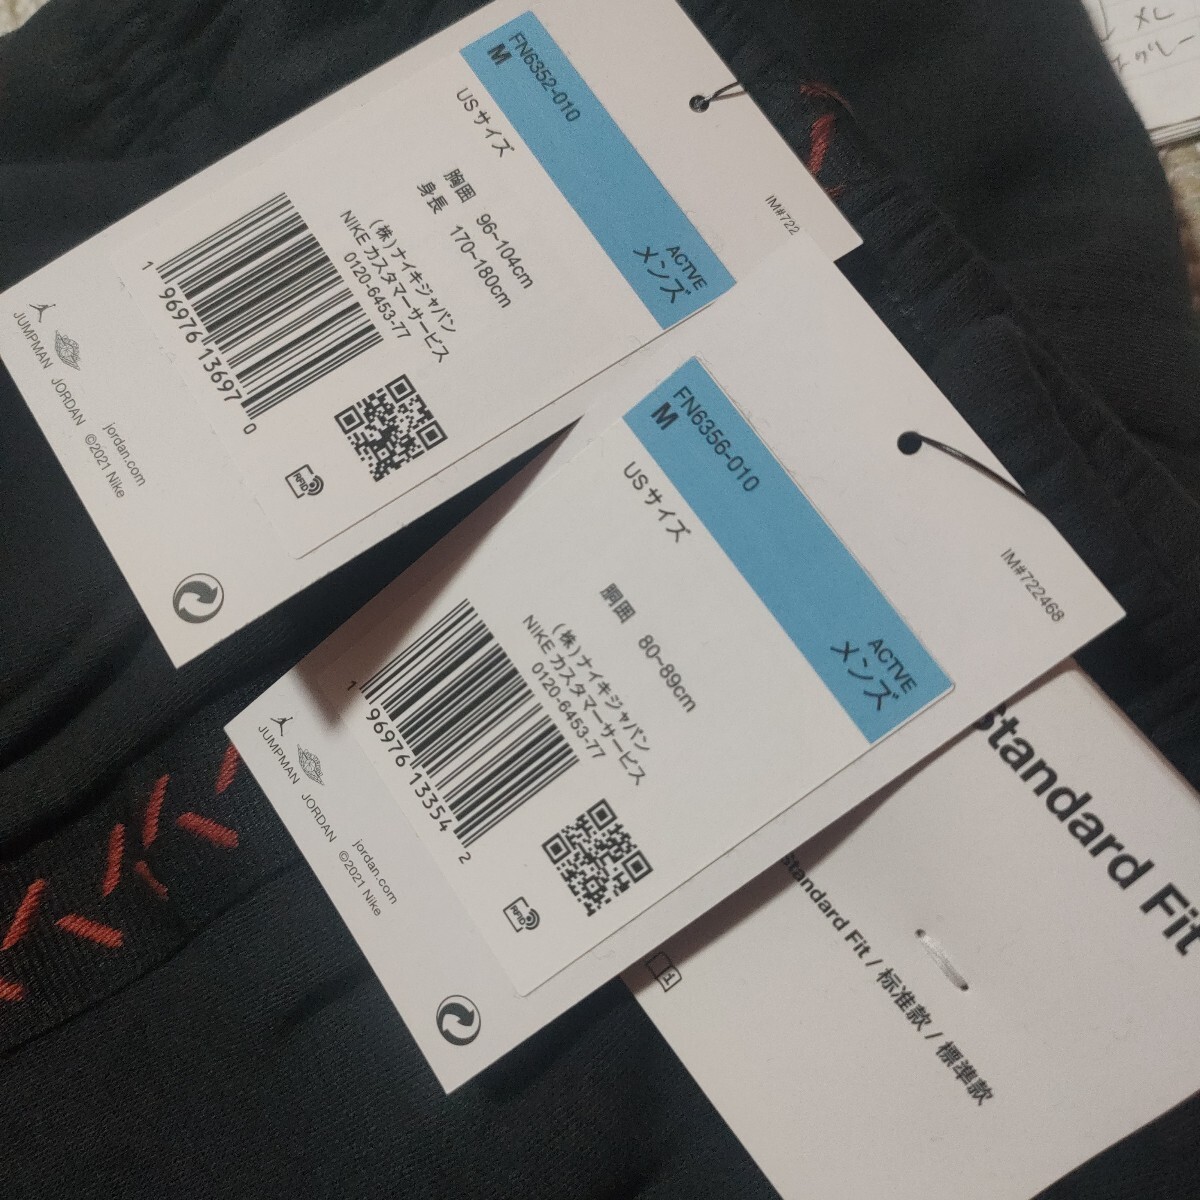 FN6352-010
M
USサイズ
ACTVE
メンズ
胸囲 96~104cm
身長 170~180cm
(株)ナイキジャパン
NIKE カスタマーサービス
0120-6453-77
1 96976 13697 0
RFID
JUMPMAN JORDAN
jordan.com
©2021 Nike
IM#722
FN6356-010
M
USサイズ
ACTVE
メンズ
胴囲 80~89cm
(株)ナイキジャパン
NIKE カスタマーサービス
0120-6453-77
1 96976 13354 2
RFID
JUMPMAN JORDAN
jordan.com
©2021 Nike
IM#722468
Standard Fit
Standard Fit / 标准款 / 標準款